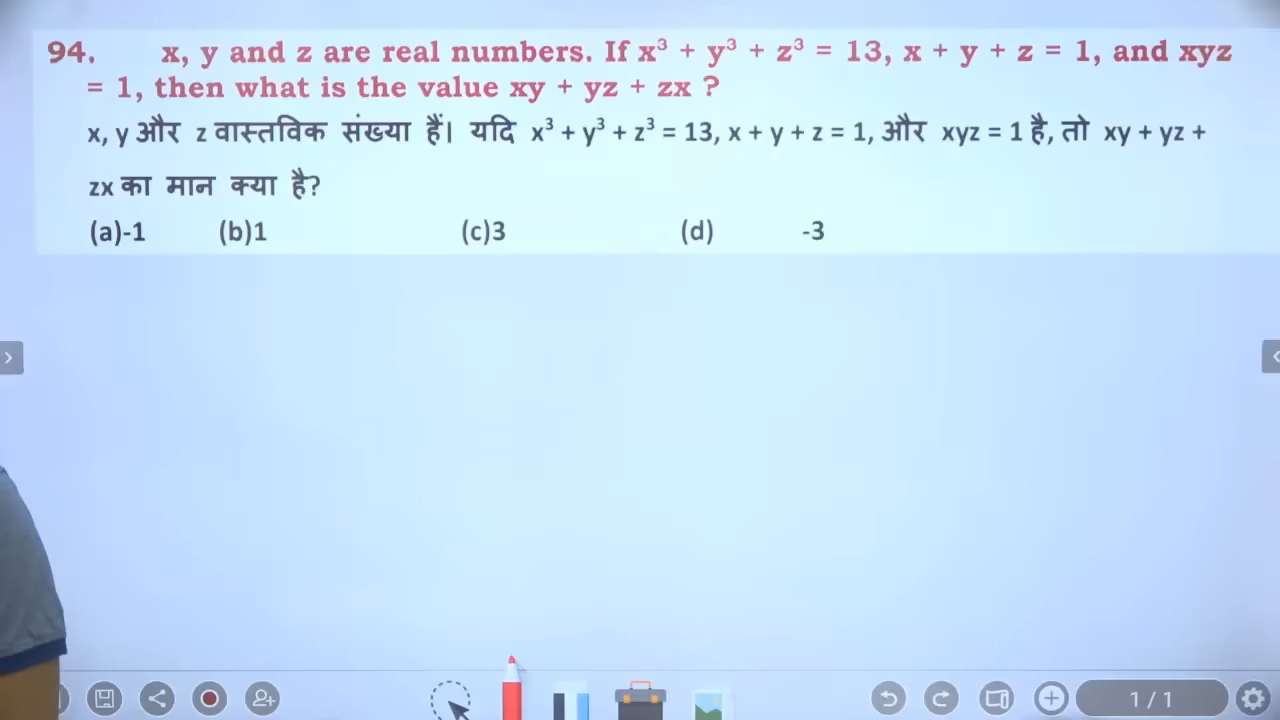 94. x, y and z are real numbers. If x³ + y³ + z³ = 13, x + y + z = 1, and xyz
= 1, then what is the value xy + yz + zx ?
x, y और z वास्तविक संख्या हैं। यदि x³ + y³ + z³ = 13, x + y + z = 1, और xyz = 1 है, तो xy + yz +
zx का मान क्या है?
(a)-1 (b)1 (c)3 (d) -3
1 / 1